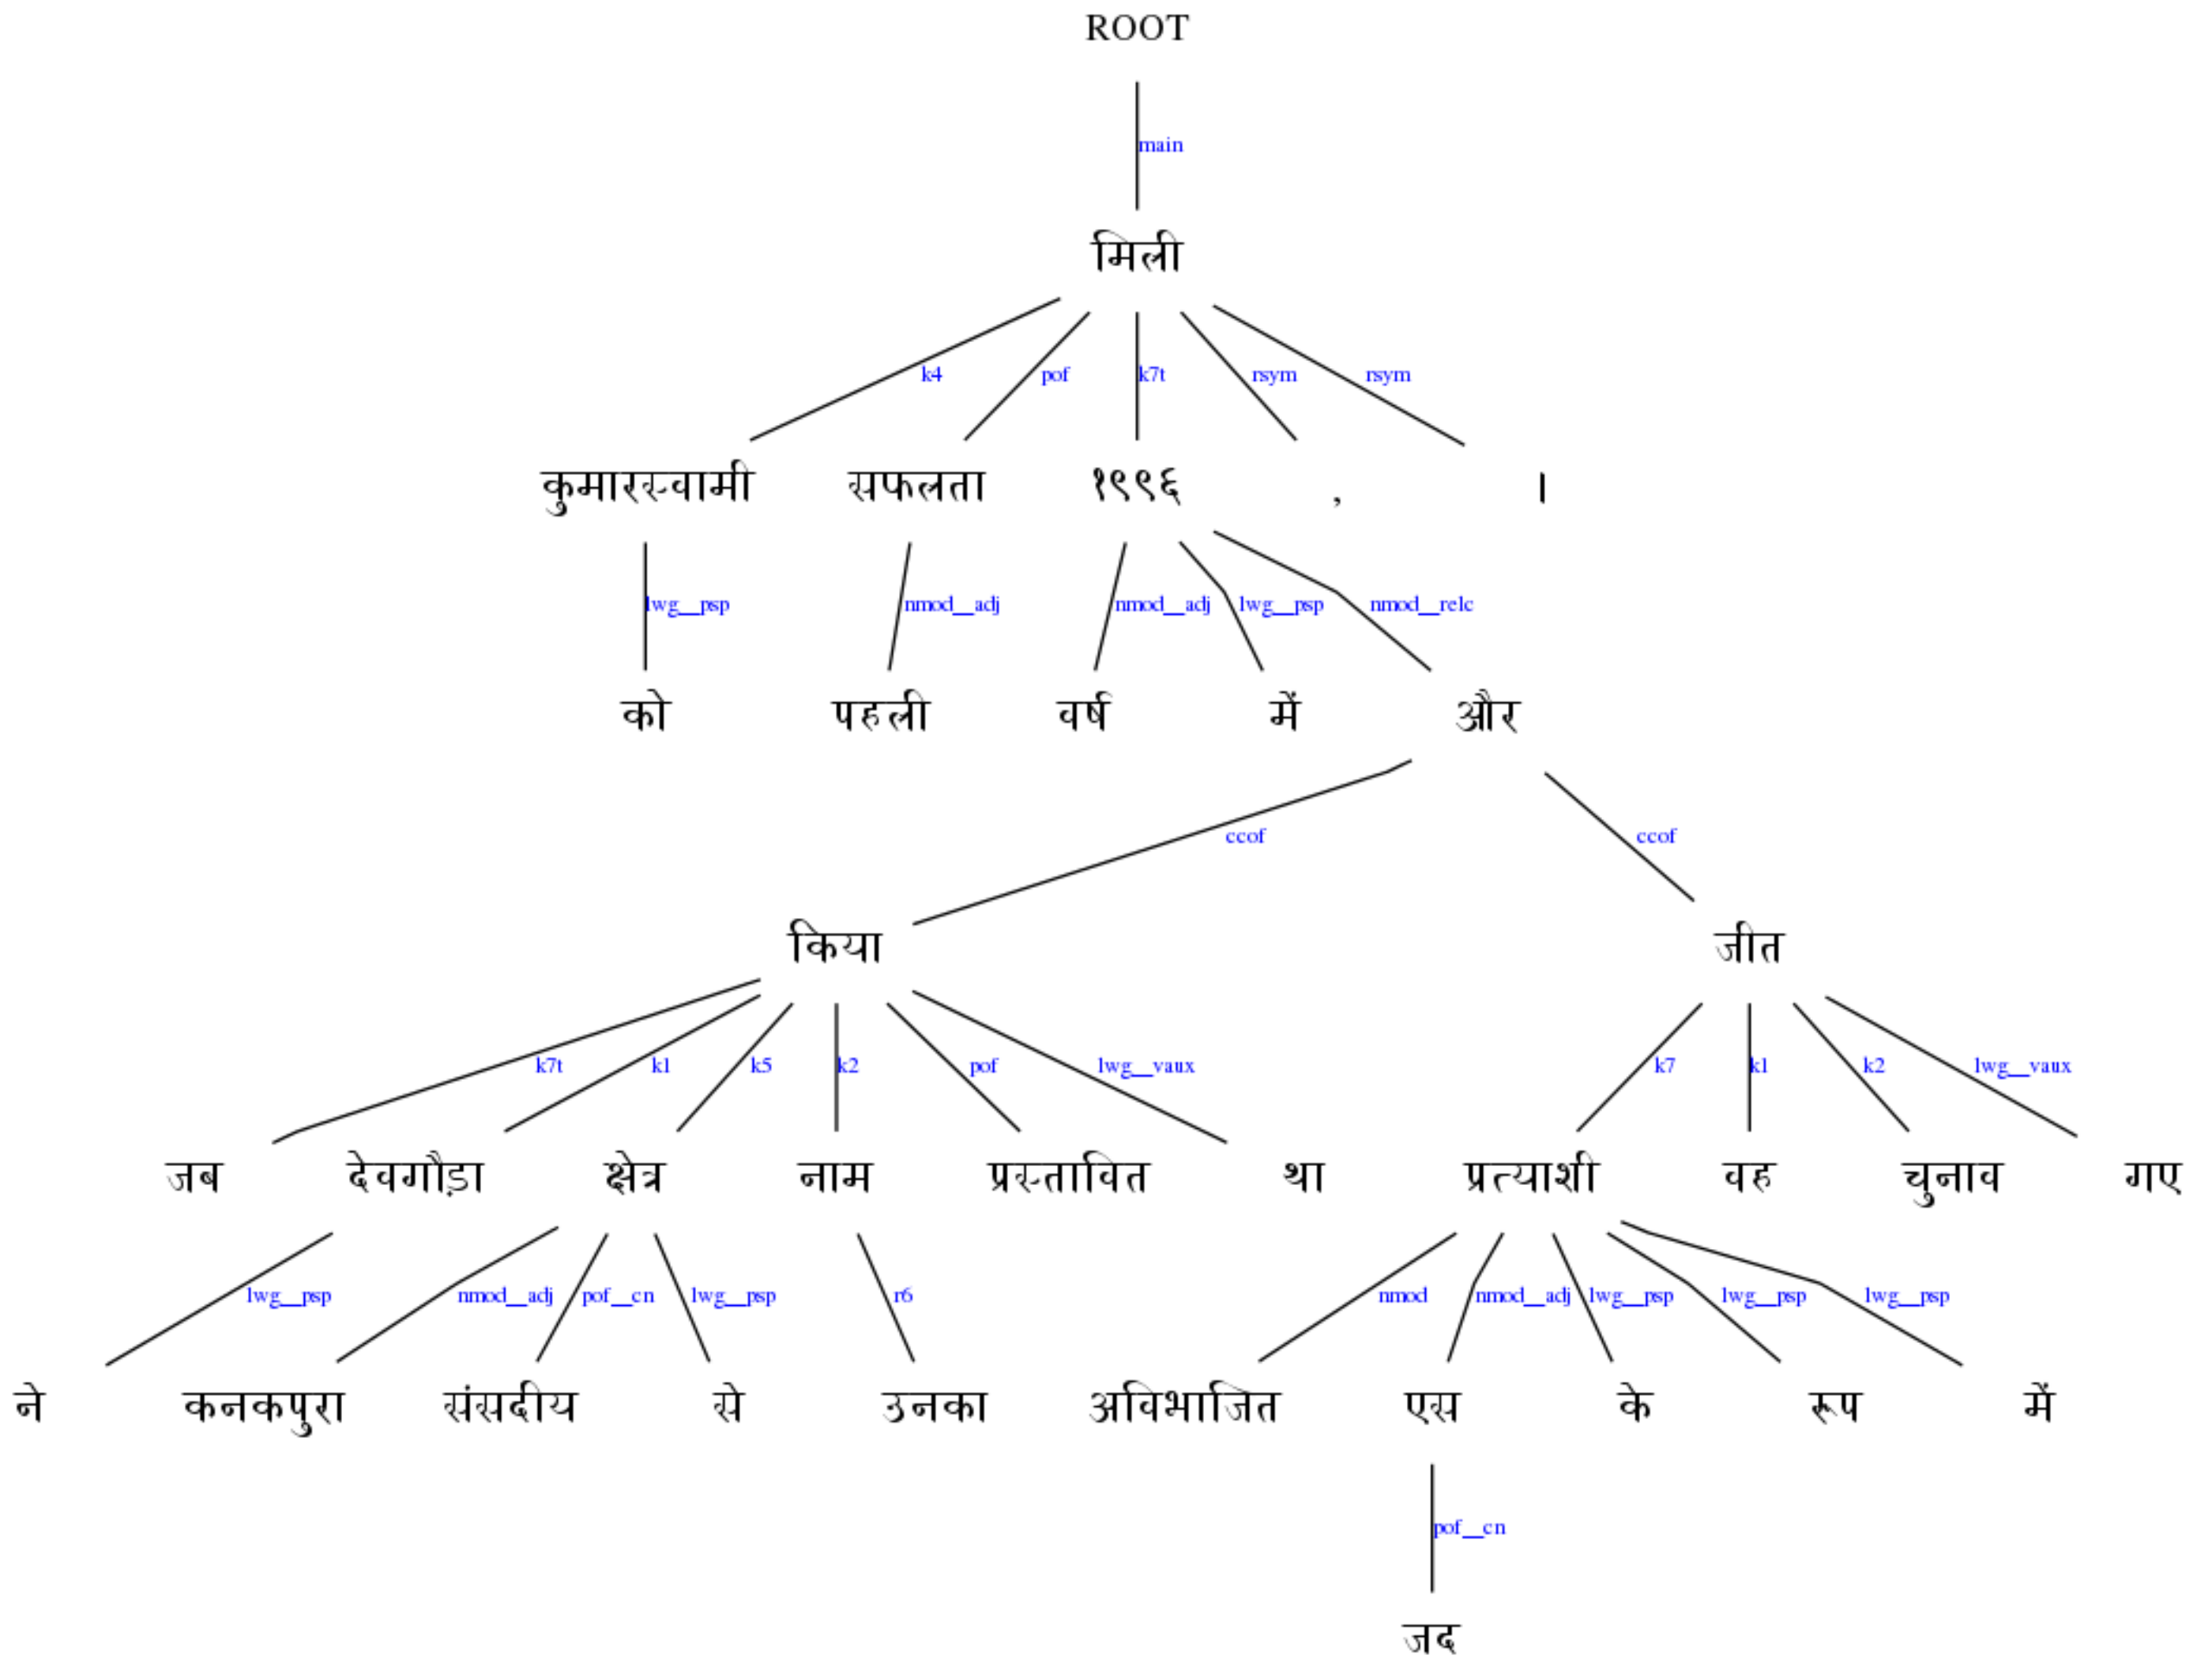 ROOT
main
मिली
k4 pof k7t rsym rsym
कुमारस्वामी सफलता १९९६ , ।
lwg__psp nmod__adj nmod__adj lwg__psp nmod__relc
को पहली वर्ष में और
ccof ccof
किया जीत
k7t k1 k5 k2 pof lwg__vaux k7 k1 k2 lwg__vaux
जब देवगौड़ा क्षेत्र नाम प्रस्तावित था प्रत्याशी वह चुनाव गए
lwg__psp nmod__adj pof__cn lwg__psp r6 nmod nmod__adj lwg__psp lwg__psp lwg__psp
ने कनकपुरा संसदीय से उनका अविभाजित एस के रूप में
pof__cn
जद